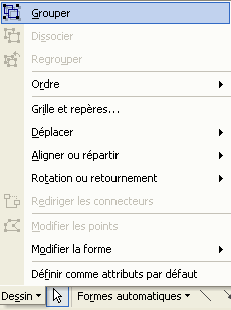 Grouper
Dissocier
Regrouper
Ordre
Grille et repères...
Déplacer
Aligner ou répartir
Rotation ou retournement
Rediriger les connecteurs
Modifier les points
Modifier la forme
Définir comme attributs par défaut
Dessin Formes automatiques